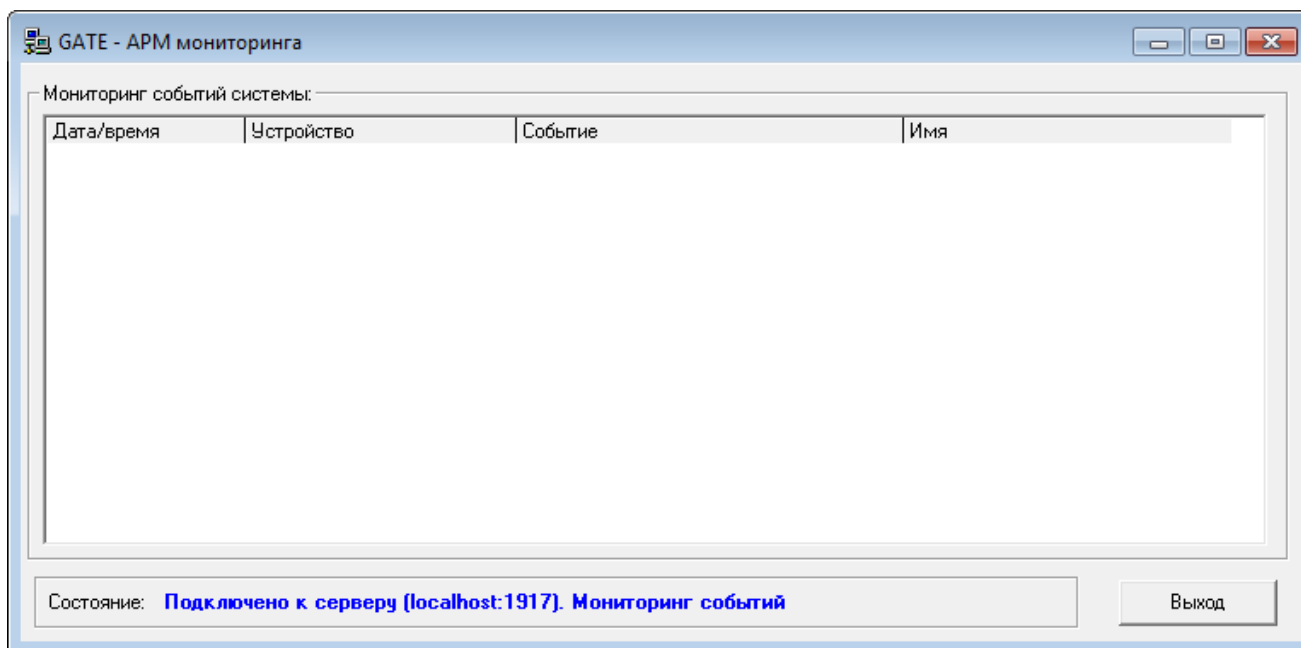 GATE - АРМ мониторинга
Мониторинг событий системы:
Дата/время Устройство Событие Имя
Состояние: Подключено к серверу (localhost:1917). Мониторинг событий
Выход